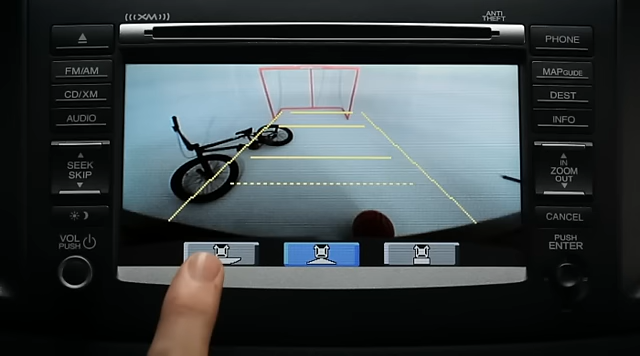 ((XM))
ANTI
THEFT
PHONE
FM/AM
MAP GUIDE
CD/XM
DEST
AUDIO
INFO
SEEK
SKIP
IN
ZOOM
OUT
CANCEL
VOL
PUSH
PUSH
ENTER